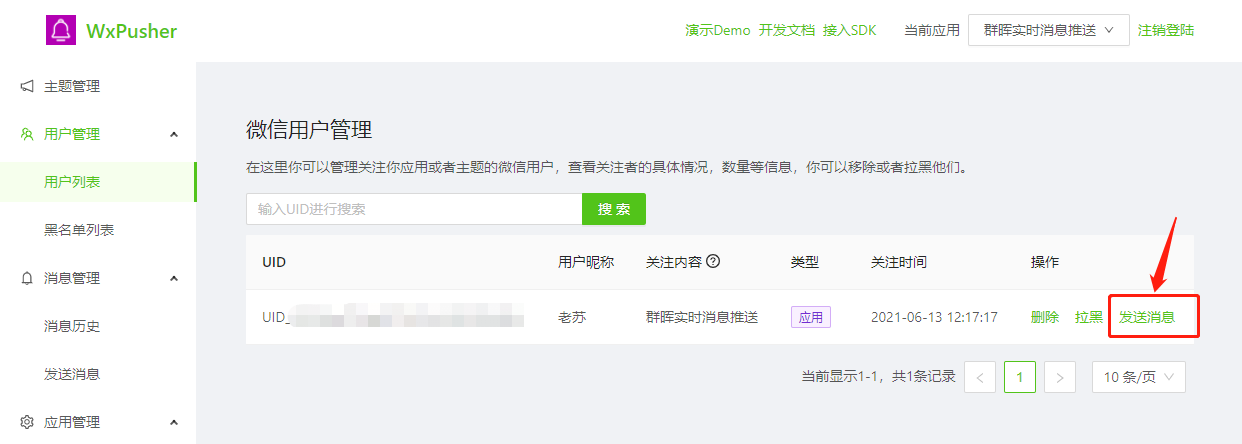 WxPusher
演示Demo 开发文档 接入SDK 当前应用 群晖实时消息推送 注销登陆
主题管理
用户管理
用户列表
黑名单列表
消息管理
消息历史
发送消息
应用管理
微信用户管理
在这里你可以管理关注你应用或者主题的微信用户，查看关注者的具体情况，数量等信息，你可以移除或者拉黑他们。
输入UID进行搜索 搜 索
UID 用户昵称 关注内容 类型 关注时间 操作
UID_ 老苏 群晖实时消息推送 应用 2021-06-13 12:17:17 删除 拉黑 发送消息
当前显示1-1，共1条记录 < 1 > 10 条/页